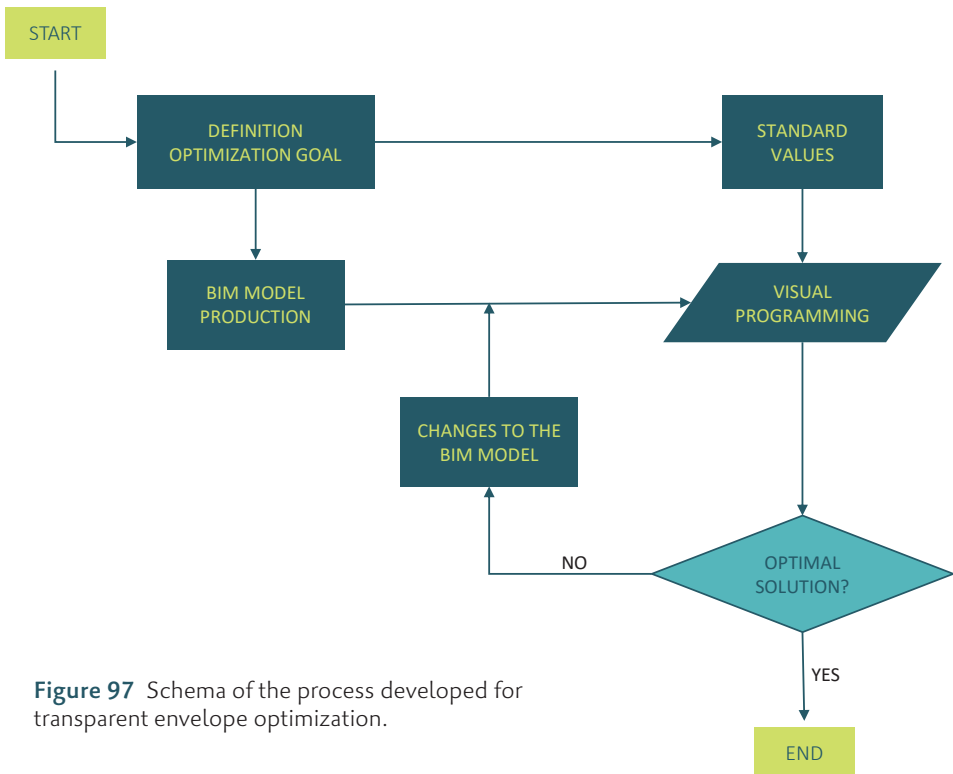 START
DEFINITION
OPTIMIZATION GOAL
STANDARD
VALUES
BIM MODEL
PRODUCTION
VISUAL
PROGRAMMING
CHANGES TO THE
BIM MODEL
NO
OPTIMAL
SOLUTION?
YES
END
Figure 97 Schema of the process developed for
transparent envelope optimization.